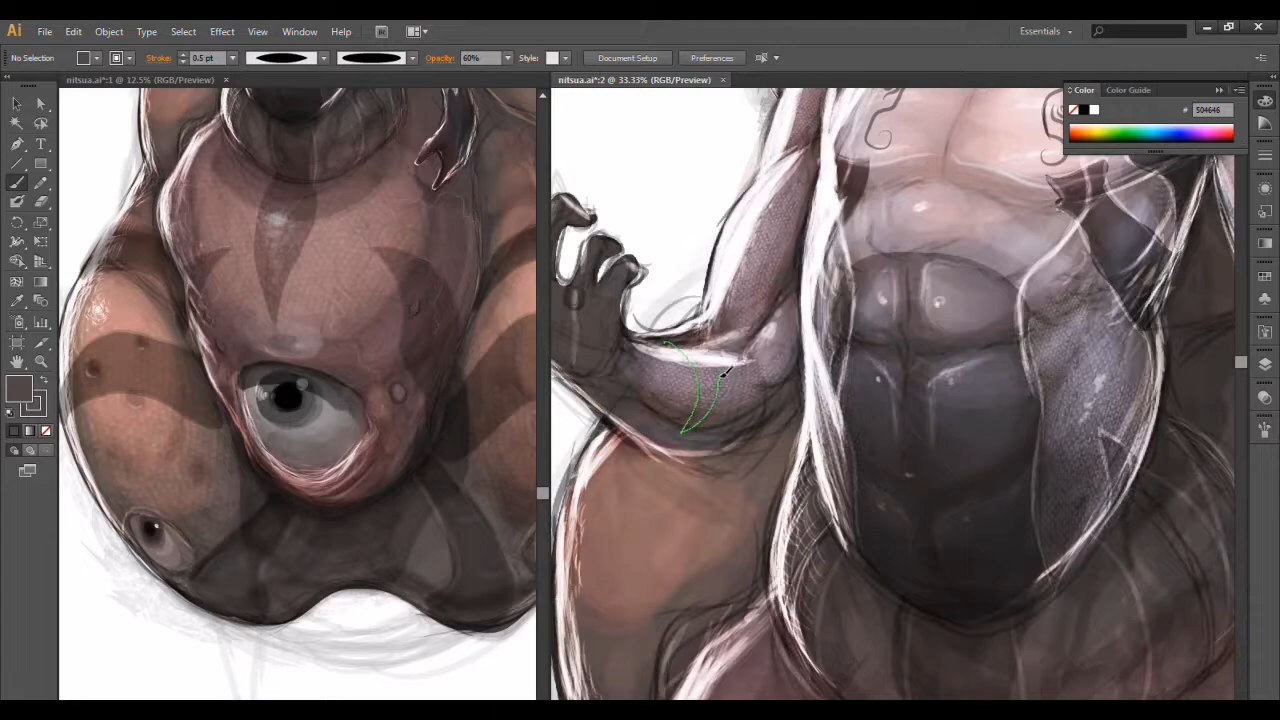 Ai File Edit Object Type Select Effect View Window Help Br Essentials
No Selection Stroke: 0.5 pt Opacity: 60% Style: Document Setup Preferences
nitsua.ai*:1 @ 12.5% (RGB/Preview) nitsua.ai*:2 @ 33.33% (RGB/Preview)
Color Color Guide
# 504646